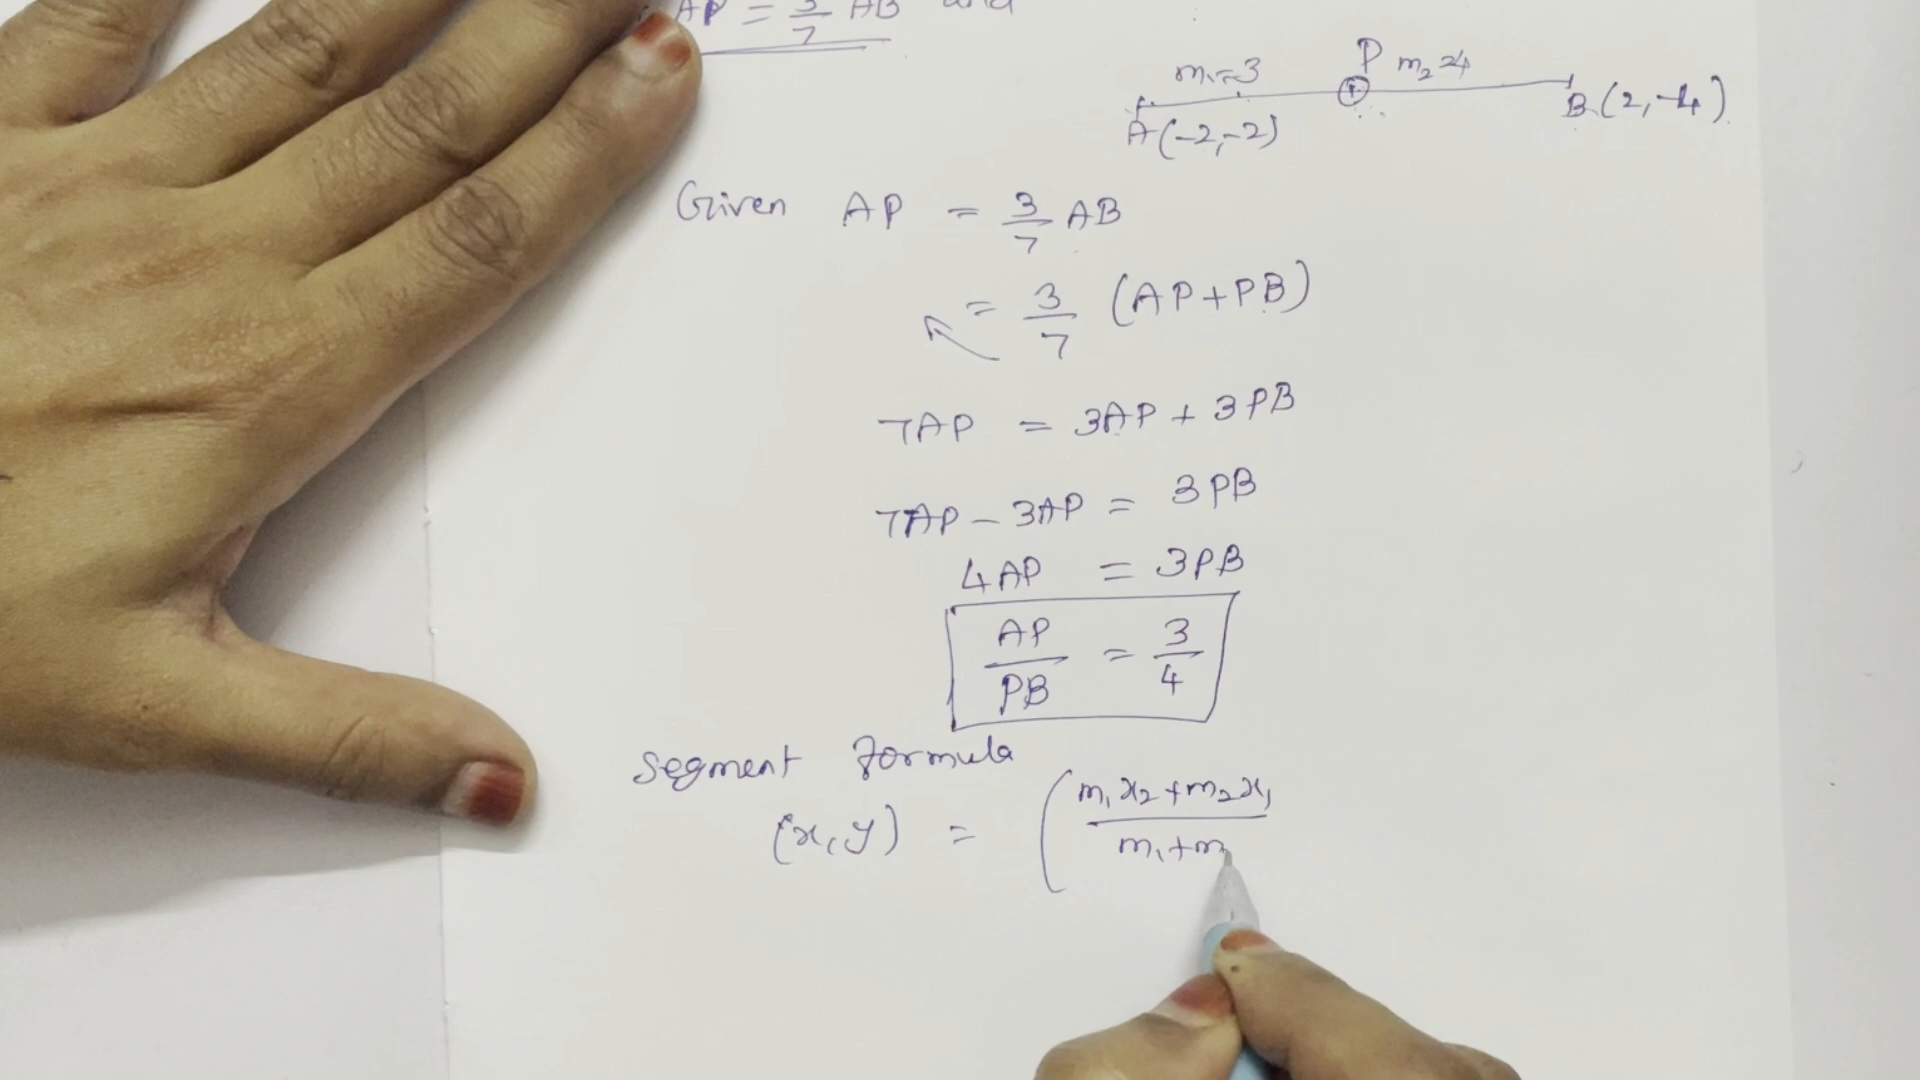 AP = 3/7 AB and
m₁=3 P m₂=4
A(-2,-2) B(2,-4)
Given AP = 3/7 AB
= 3/7 (AP+PB)
7AP = 3AP + 3PB
7AP - 3AP = 3PB
4AP = 3PB
AP/PB = 3/4
Segment formula
(x,y) = ( m₁x₂+m₂x₁ / m₁+m